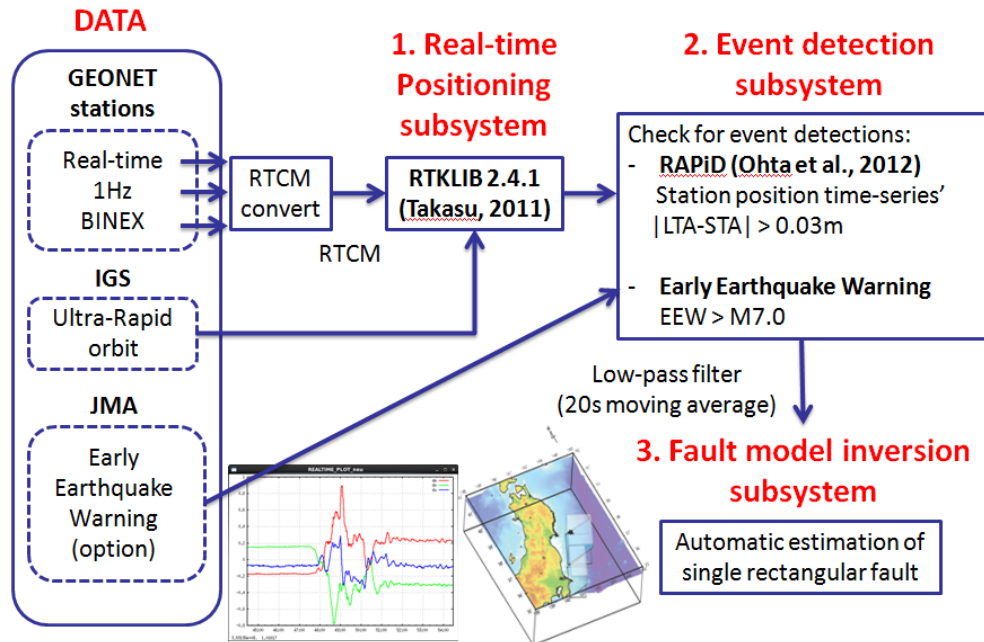 DATA
GEONET
stations
Real-time
1Hz
BINEX
IGS
Ultra-Rapid
orbit
JMA
Early
Earthquake
Warning
(option)
RTCM
convert
RTCM
1. Real-time
Positioning
subsystem
RTKLIB 2.4.1
(Takasu, 2011)
2. Event detection
subsystem
Check for event detections:
- RAPiD (Ohta et al., 2012)
Station position time-series'
|LTA-STA| > 0.03m
- Early Earthquake Warning
EEW > M7.0
Low-pass filter
(20s moving average)
3. Fault model inversion
subsystem
Automatic estimation of
single rectangular fault
REALTIME_PLOT_neu